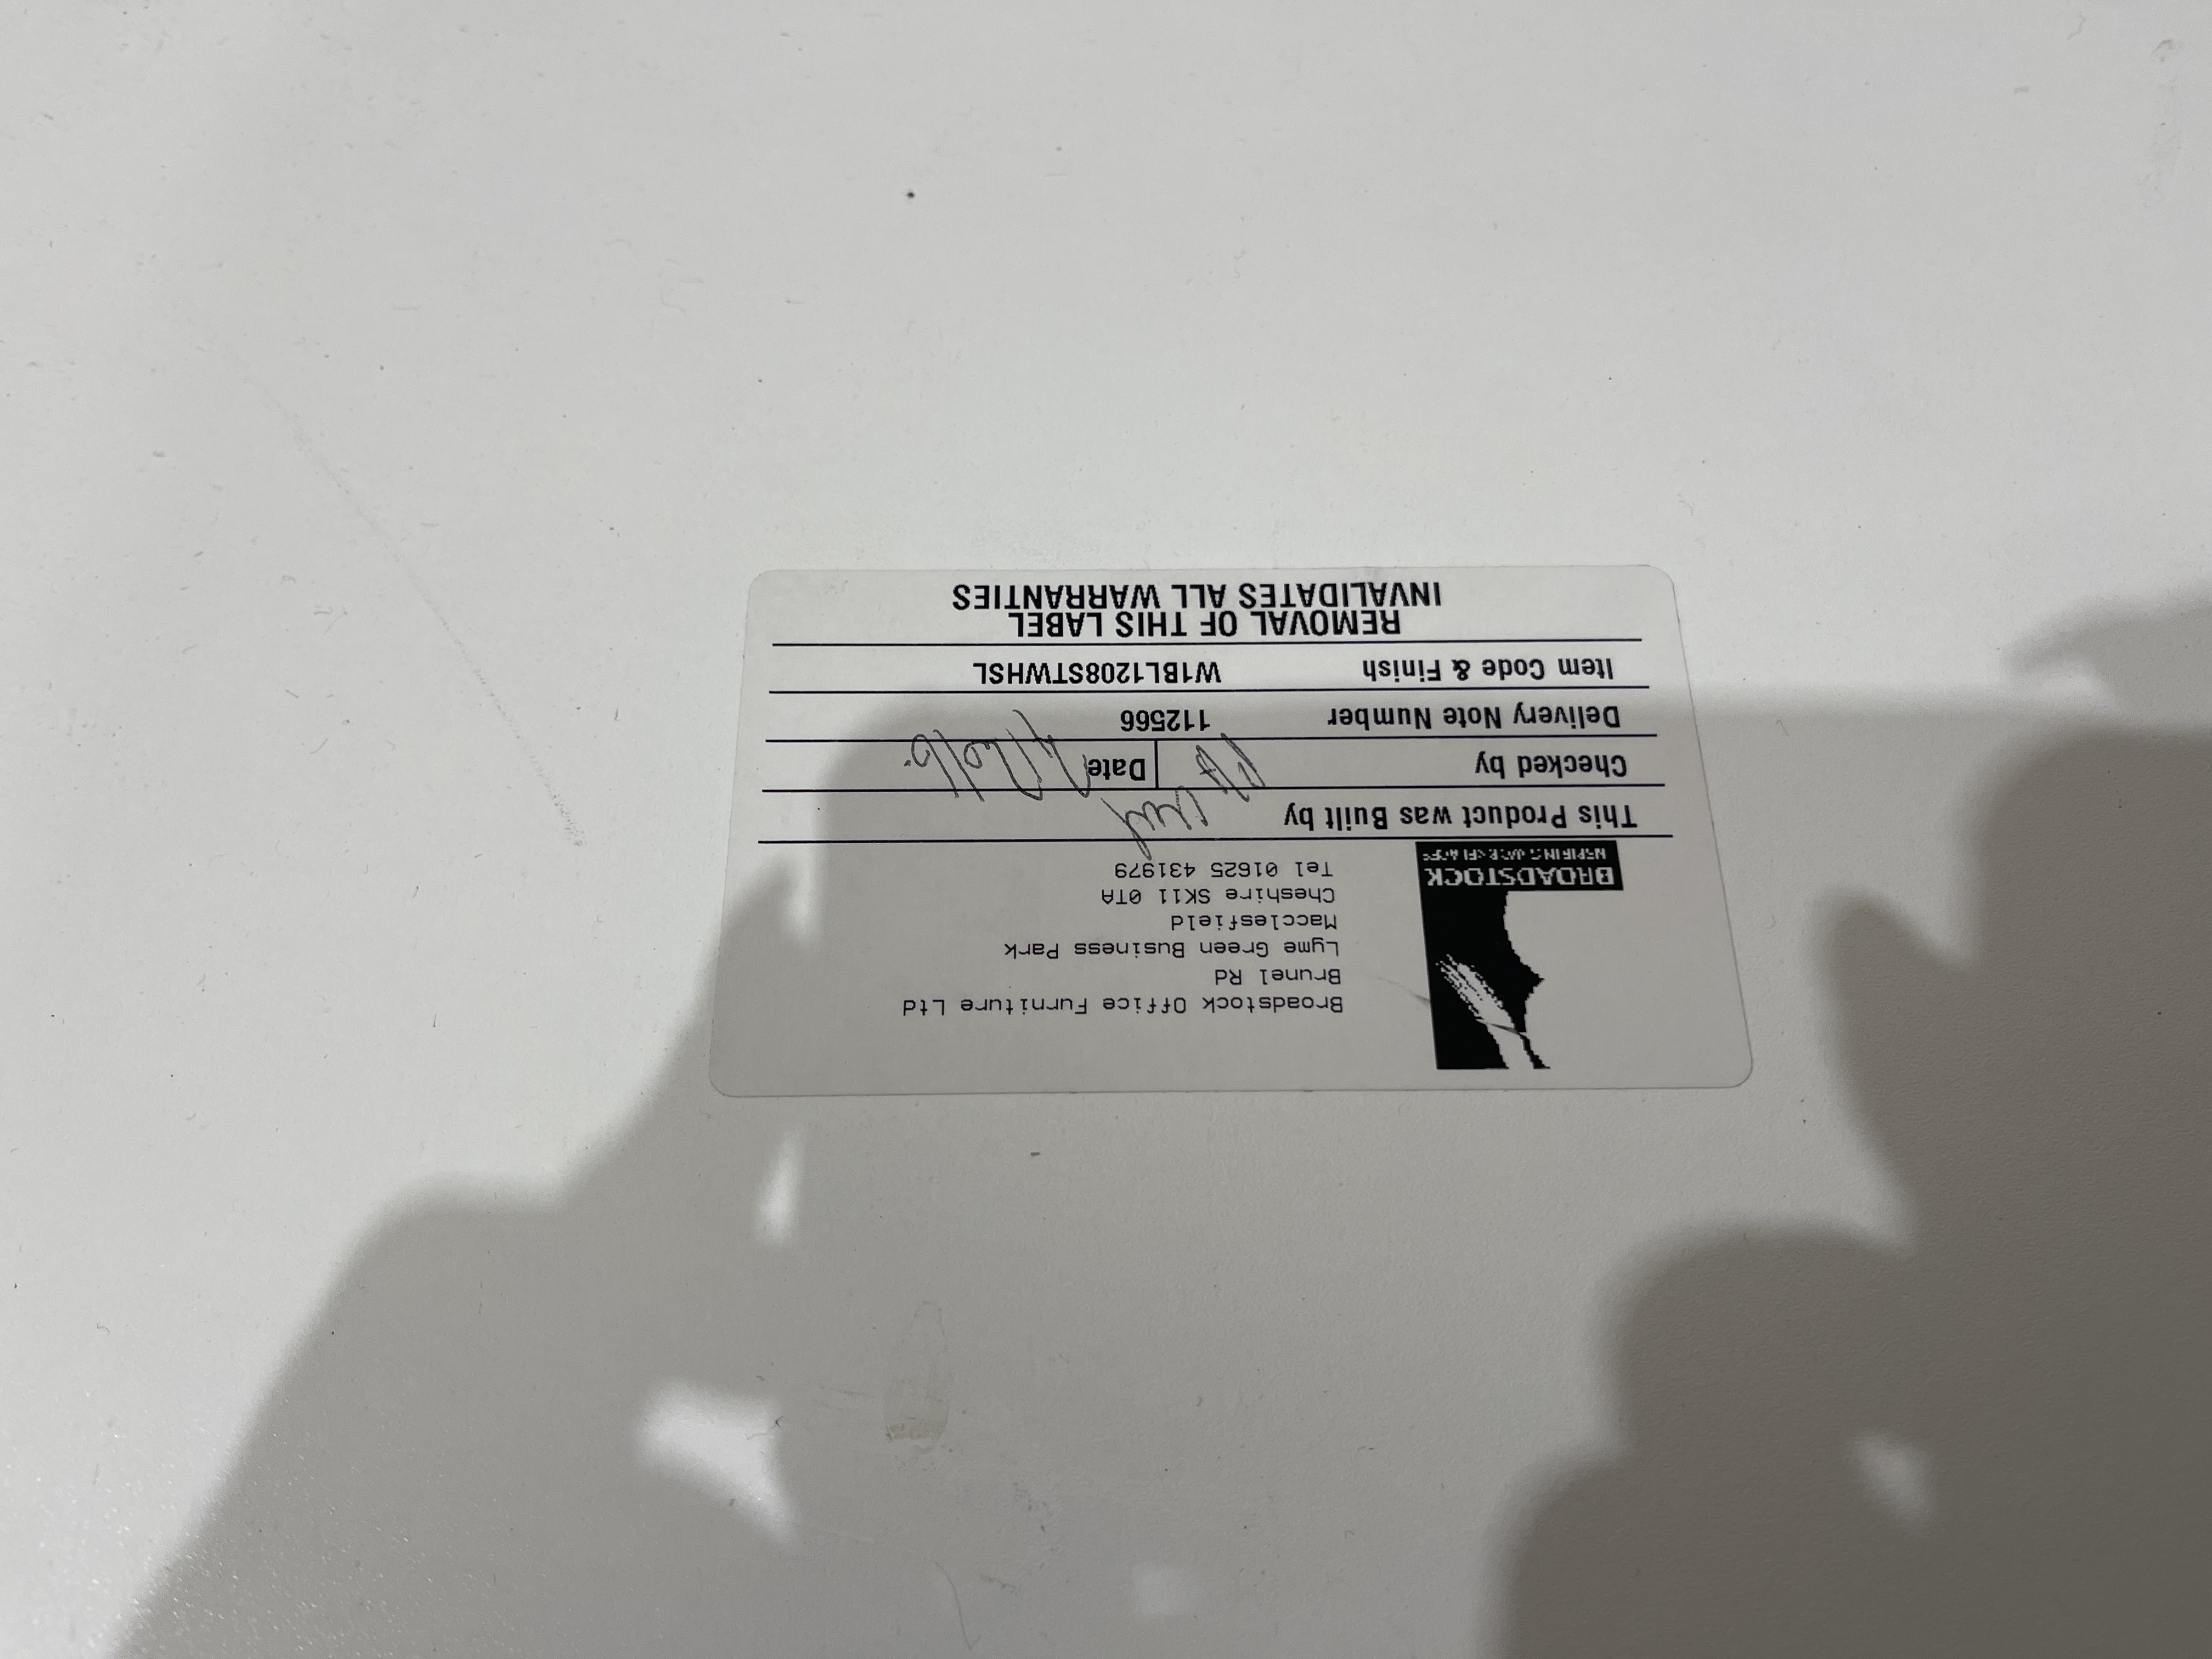 Broadstock Office Furniture Ltd
Brunel Rd
Lyme Green Business Park
Macclesfield
Cheshire SK11 0TA
Tel 01625 431979
BROADSTOCK
This Product was Built by
Checked by
Date
Delivery Note Number 112566
Item Code & Finish W1BL1208STWHSL
REMOVAL OF THIS LABEL
INVALIDATES ALL WARRANTIES